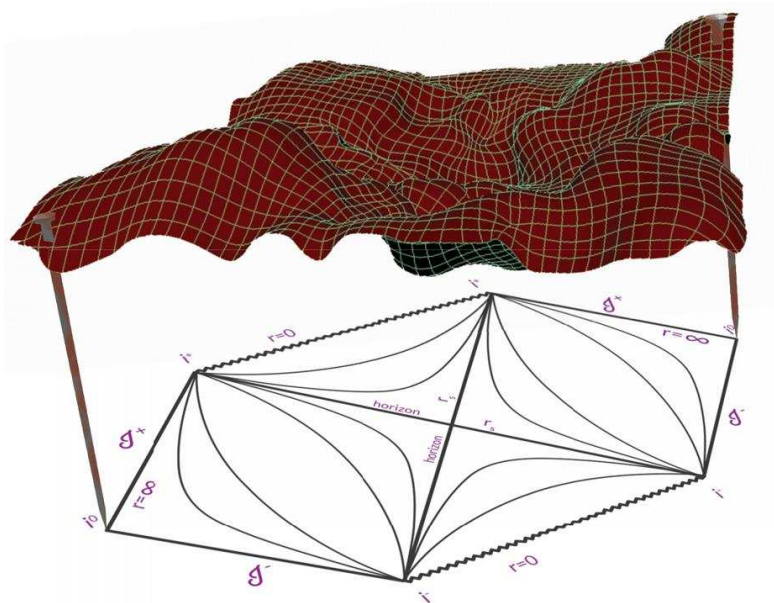 i⁺
r=0
𝓘⁺
i⁰
r=∞
i⁺
horizon
rₛ
rₛ
horizon
𝓘⁺
r=∞
𝓘⁻
i⁰
i⁻
𝓘⁻
r=0
i⁻